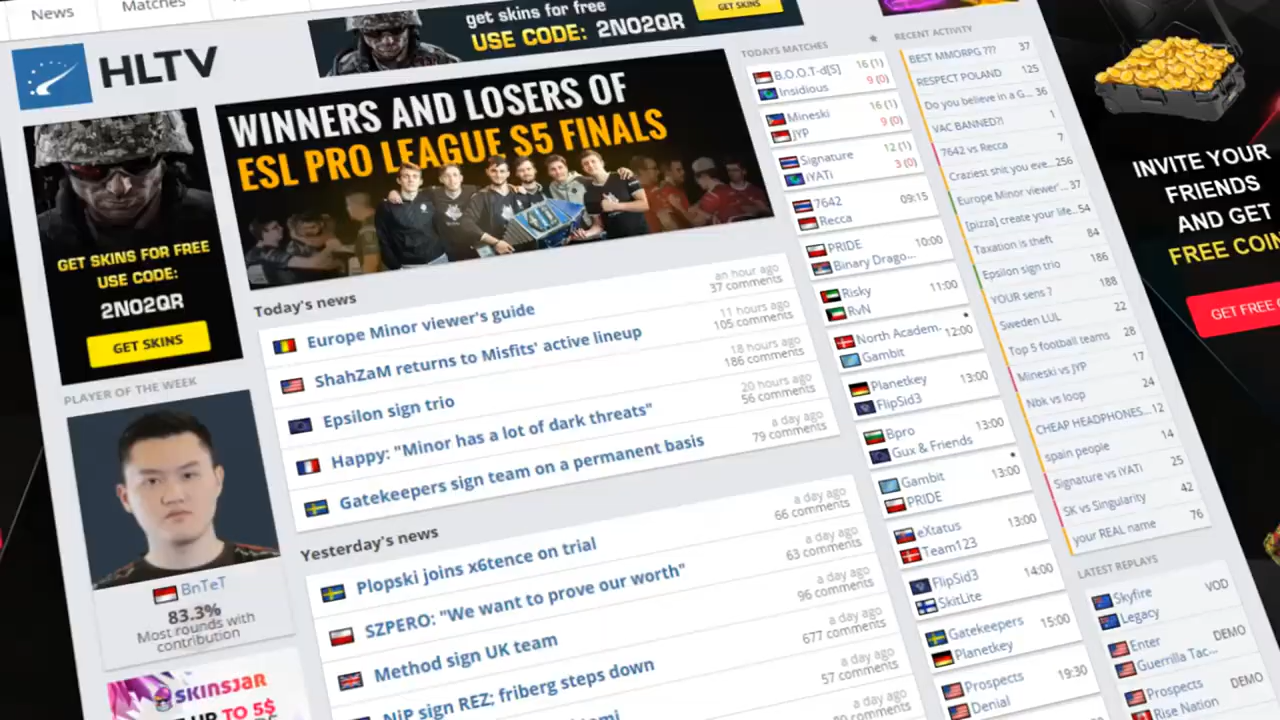 News
Matches
HLTV
get skins for free
USE CODE: 2NO2QR
GET SKINS
GET SKINS FOR FREE
USE CODE:
2NO2QR
GET SKINS
PLAYER OF THE WEEK
BnTeT
83.3%
Most rounds with
contribution
SKINSJAR
UP TO 5$
WINNERS AND LOSERS OF
ESL PRO LEAGUE S5 FINALS
Today's news
Europe Minor viewer's guide
an hour ago
37 comments
ShahZaM returns to Misfits' active lineup
11 hours ago
105 comments
Epsilon sign trio
18 hours ago
186 comments
Happy: "Minor has a lot of dark threats"
20 hours ago
56 comments
Gatekeepers sign team on a permanent basis
a day ago
79 comments
Yesterday's news
Plopski joins x6tence on trial
a day ago
66 comments
SZPERO: "We want to prove our worth"
a day ago
63 comments
Method sign UK team
a day ago
96 comments
NiP sign REZ; friberg steps down
a day ago
677 comments
a day ago
57 comments
a day ago
TODAYS MATCHES
B.O.O.T-d[S] 16 (1)
Insidious 9 (0)
Mineski 16 (1)
JYP 9 (0)
Signature 12 (1)
iYATi 3 (0)
7642
Recca
09:15
PRIDE
Binary Drago...
10:00
Risky
RvN
11:00
North Academ.
Gambit
12:00
Planetkey
FlipSid3
13:00
Bpro
Gux & Friends
13:00
Gambit
PRIDE
13:00
eXtatus
Team123
13:00
FlipSid3
SkitLite
14:00
Gatekeepers
Planetkey
15:00
Prospects
Denial
19:30
RECENT ACTIVITY
BEST MMORPG ??? 37
RESPECT POLAND 125
Do you believe in a G... 36
VAC BANNED?! 1
7642 vs Recca 7
Craziest shit you eve... 256
Europe Minor viewer'... 37
[pizza] create your life... 54
Taxation is theft 84
Epsilon sign trio 186
YOUR sens ? 188
Sweden LUL 22
Top 5 football teams 28
Mineski vs JYP 17
Nbk vs loop 24
CHEAP HEADPHONES... 12
spain people 14
Signature vs iYATi 25
SK vs Singularity 42
your REAL name 76
LATEST REPLAYS
Skyfire
Legacy
VOD
Enter
Guerrilla Tac...
DEMO
Prospects
Rise Nation
DEMO
INVITE YOUR
FRIENDS
AND GET
FREE COIN
GET FREE